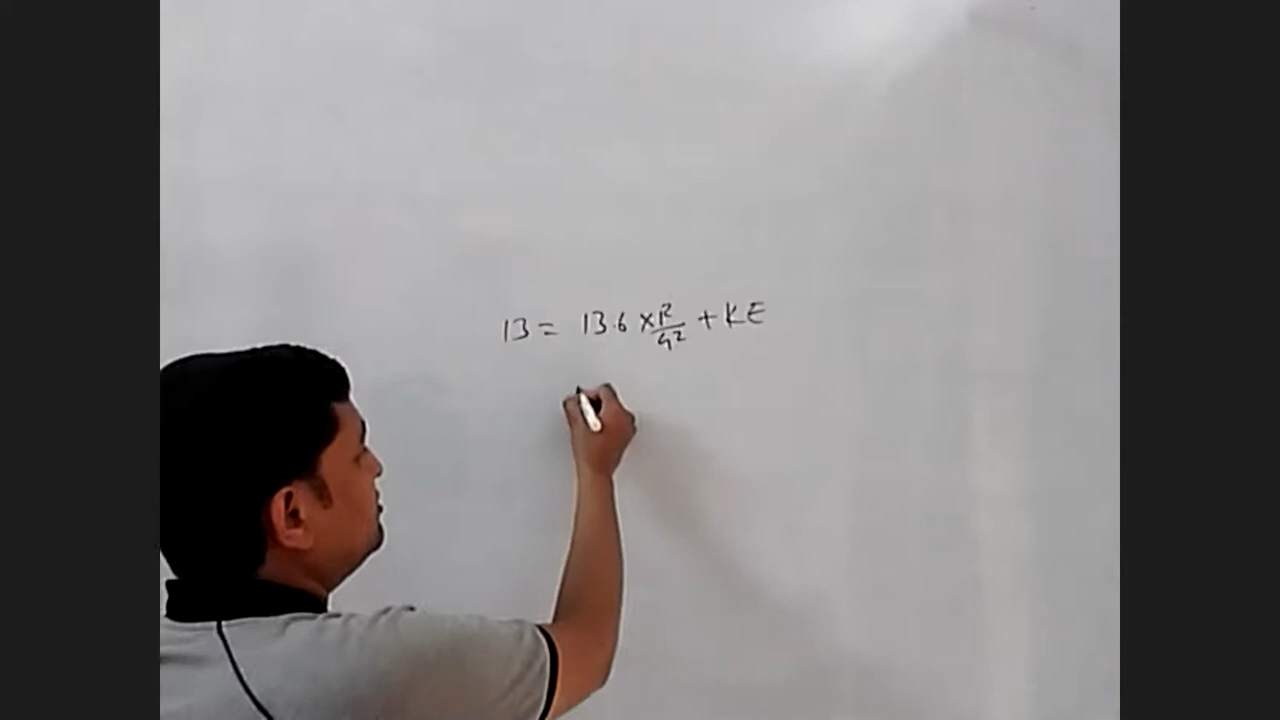 13 = 13.6 × 1²/4² + KE